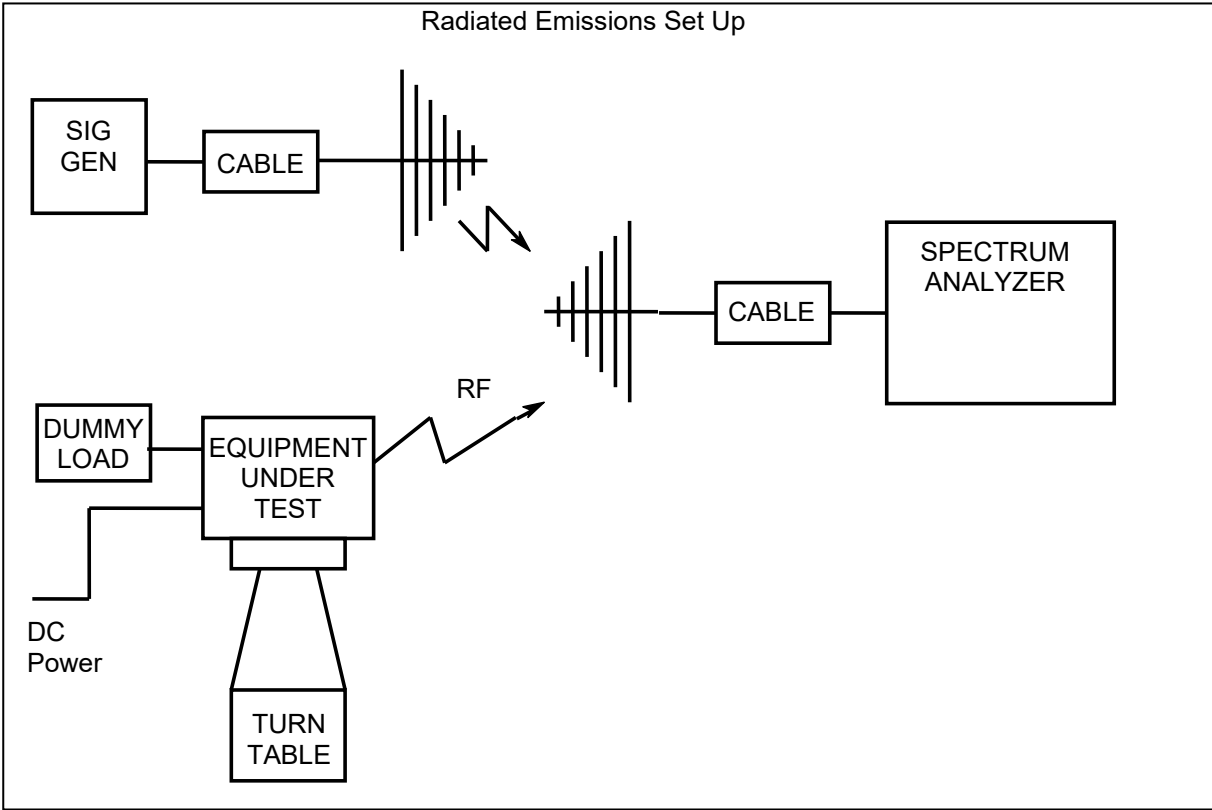 Radiated Emissions Set Up
SIG
GEN
CABLE
SPECTRUM
ANALYZER
CABLE
RF
DUMMY
LOAD
EQUIPMENT
UNDER
TEST
DC
Power
TURN
TABLE